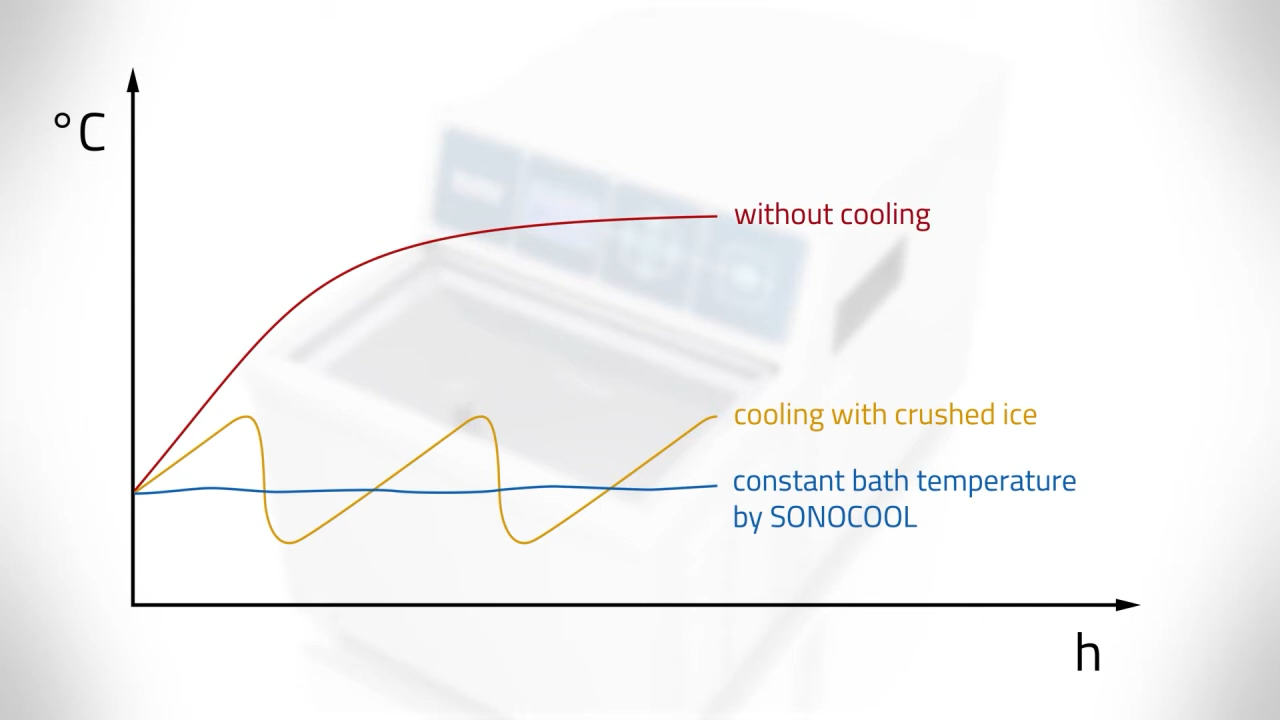 °C
without cooling
cooling with crushed ice
constant bath temperature
by SONOCOOL
h